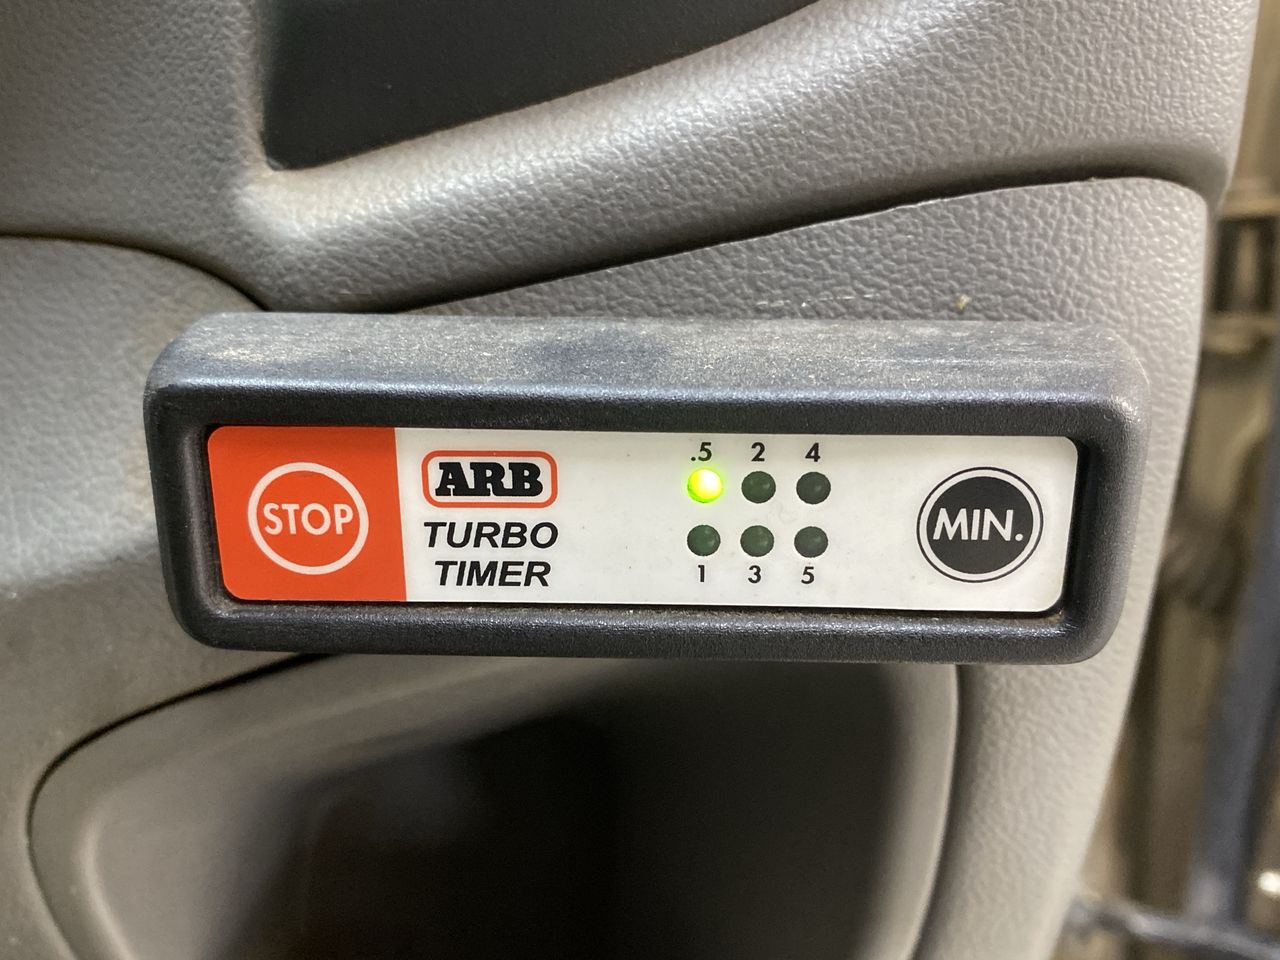 STOP
ARB
TURBO
TIMER
.5 2 4
1 3 5
MIN.